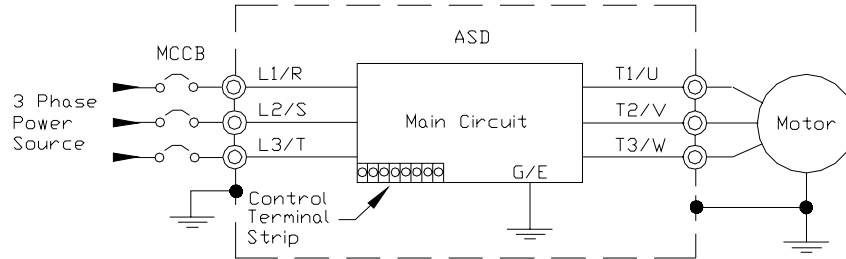 ASD
MCCB
L1/R
T1/U
3 Phase
Power
Source
L2/S
Main Circuit
T2/V
Motor
L3/T
T3/W
G/E
Control
Terminal
Strip